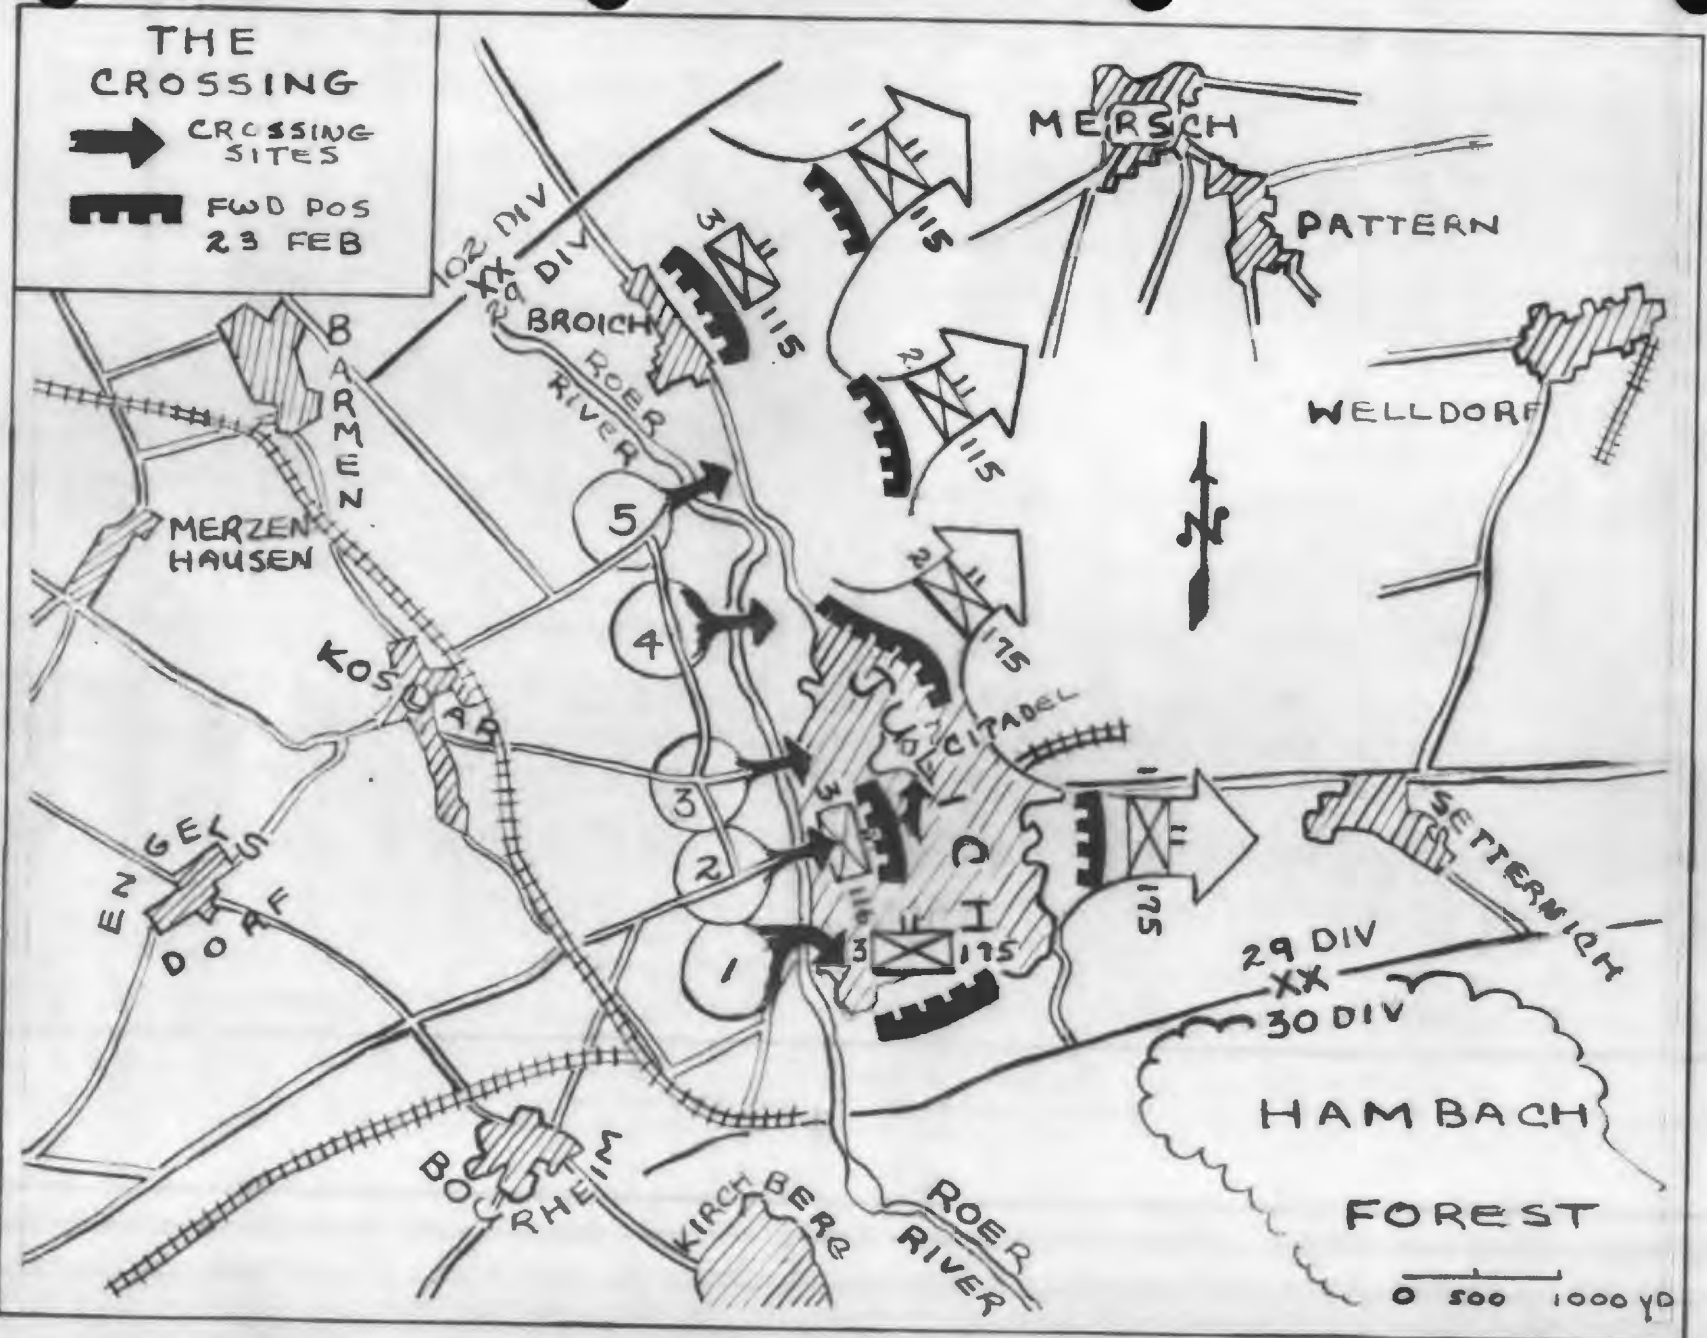 THE
CROSSING
CROSSING
SITES
FWD POS
23 FEB
102 DIV
XX
29 DIV
MERSCH
PATTERN
WELLDORF
BROICH
ROER
RIVER
BARMEN
MERZEN
HAUSEN
KOSLAR
ENGELS
DORF
BOURHEIM
KIRCHBERG
1 115
3 115
2 115
2 175
1 175
3 116
3 175
5
4
3
2
1
N
JULICH
CITADEL
SETTERNICH
29 DIV
XX
30 DIV
HAMBACH
FOREST
ROER
RIVER
0 500 1000 YD